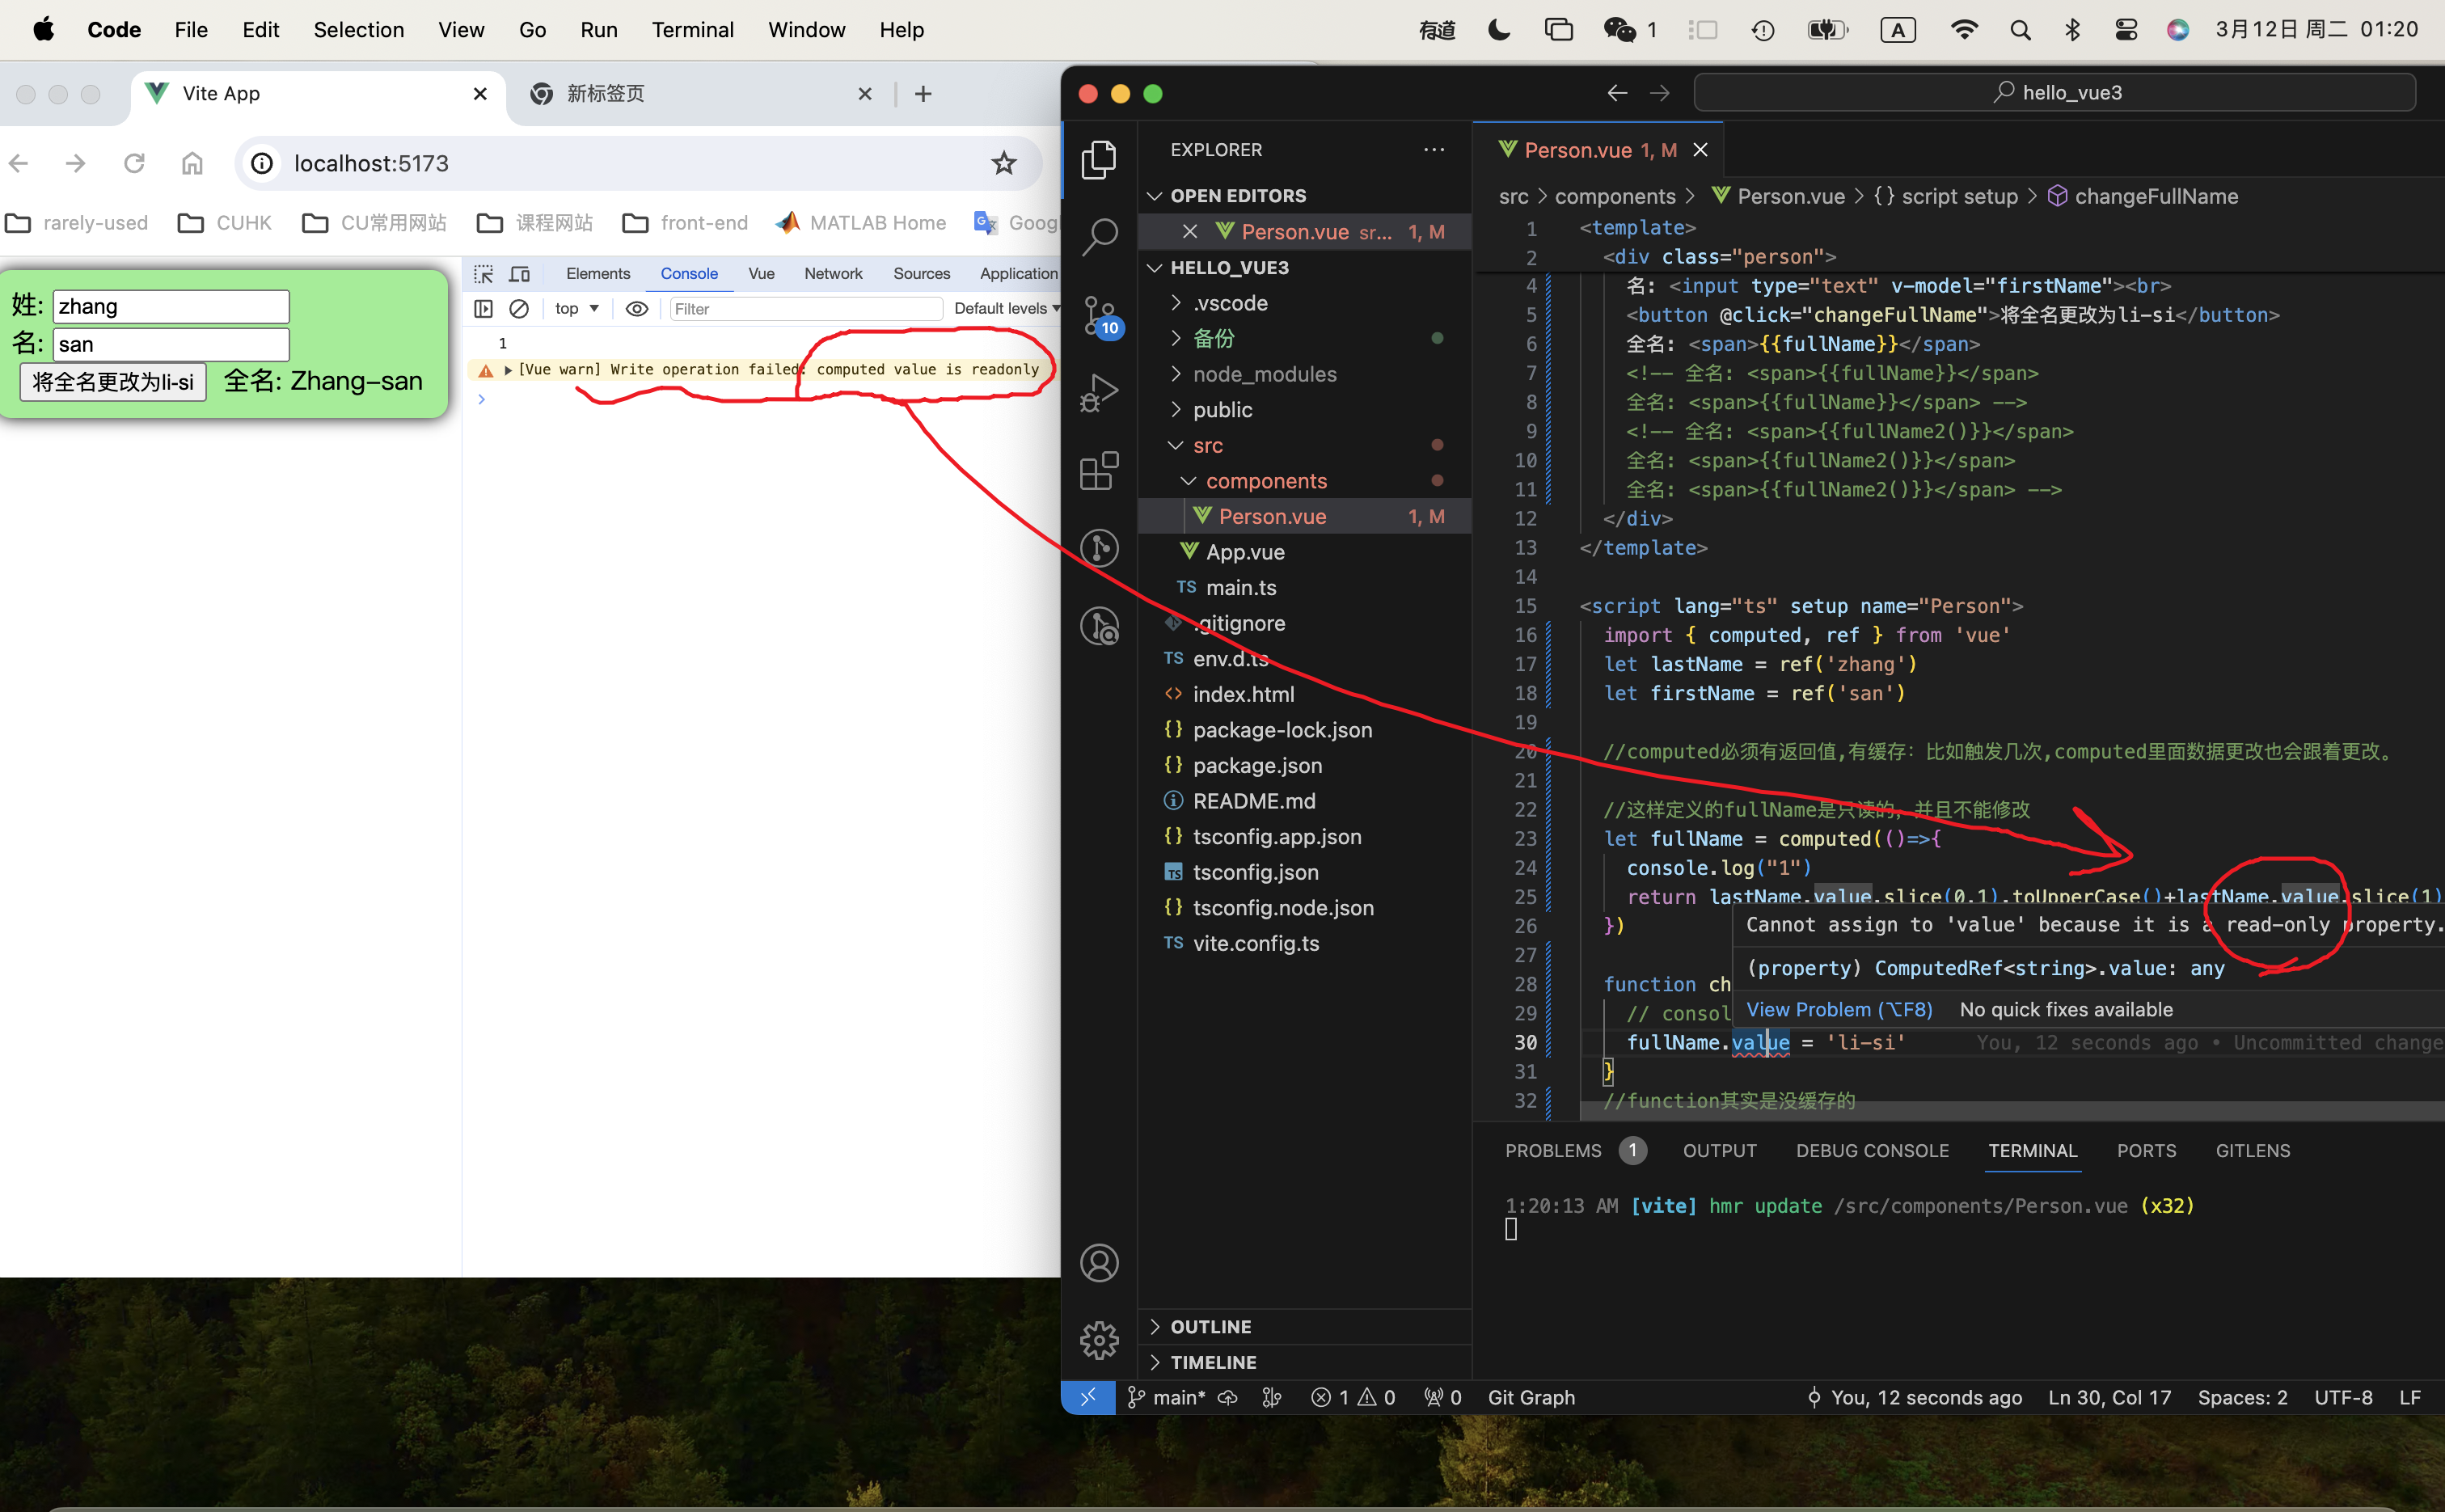 Code File Edit Selection View Go Run Terminal Window Help 有道 1 A 3月12日 周二 01:20
Vite App 新标签页
localhost:5173
rarely-used CUHK CU常用网站 课程网站 front-end MATLAB Home Goog
姓: zhang
名: san
将全名更改为li-si 全名: Zhang-san
Elements Console Vue Network Sources Application
top Filter Default levels
1
[Vue warn] Write operation failed: computed value is readonly
hello_vue3
EXPLORER
OPEN EDITORS
Person.vue sr... 1, M
HELLO_VUE3
.vscode
备份
node_modules
public
src
components
Person.vue 1, M
App.vue
TS main.ts
.gitignore
TS env.d.ts
index.html
{} package-lock.json
{} package.json
README.md
{} tsconfig.app.json
TS tsconfig.json
{} tsconfig.node.json
TS vite.config.ts
OUTLINE
TIMELINE
10
Person.vue 1, M
src > components > Person.vue > {} script setup > changeFullName
1 <template>
2 <div class="person">
4 名: <input type="text" v-model="firstName"><br>
5 <button @click="changeFullName">将全名更改为li-si</button>
6 全名: <span>{{fullName}}</span>
7 <!-- 全名: <span>{{fullName}}</span>
8 全名: <span>{{fullName}}</span> -->
9 <!-- 全名: <span>{{fullName2()}}</span>
10 全名: <span>{{fullName2()}}</span>
11 全名: <span>{{fullName2()}}</span> -->
12 </div>
13 </template>
14
15 <script lang="ts" setup name="Person">
16 import { computed, ref } from 'vue'
17 let lastName = ref('zhang')
18 let firstName = ref('san')
19
20 //computed必须有返回值,有缓存: 比如触发几次,computed里面数据更改也会跟着更改。
21
22 //这样定义的fullName是只读的, 并且不能修改
23 let fullName = computed(()=>{
24 console.log("1")
25 return lastName.value.slice(0,1).toUpperCase()+lastName.value.slice(1)
26 })
Cannot assign to 'value' because it is a read-only property.
27
(property) ComputedRef<string>.value: any
28 function ch
View Problem (⌥F8) No quick fixes available
29 // consol
30 fullName.value = 'li-si' You, 12 seconds ago • Uncommitted change
31 }
32 //function其实是没缓存的
PROBLEMS 1 OUTPUT DEBUG CONSOLE TERMINAL PORTS GITLENS
1:20:13 AM [vite] hmr update /src/components/Person.vue (x32)
main* 1 0 0 Git Graph You, 12 seconds ago Ln 30, Col 17 Spaces: 2 UTF-8 LF